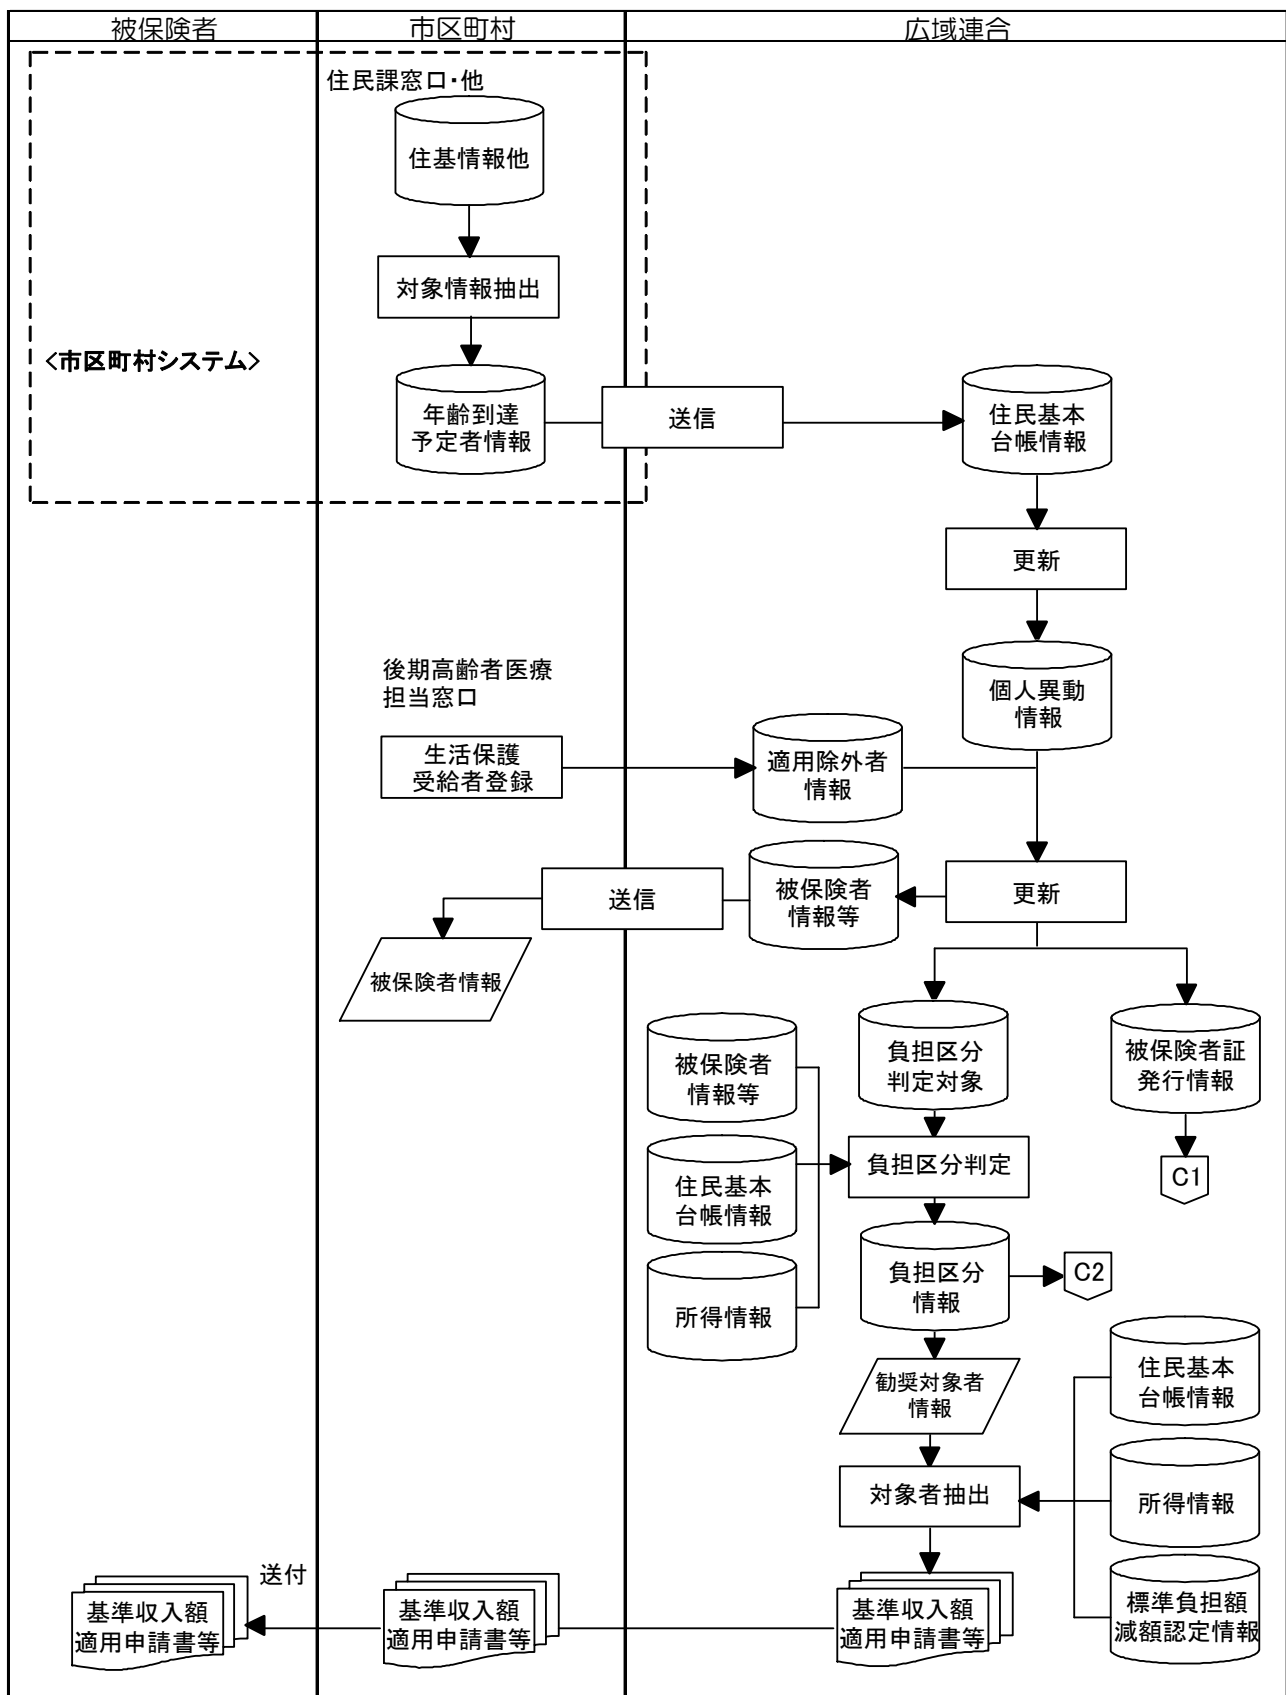 被保険者
市区町村
広域連合
住民課窓口・他
住基情報他
対象情報抽出
<市区町村システム>
年齢到達
予定者情報
送信
住民基本
台帳情報
更新
個人異動
情報
後期高齢者医療
担当窓口
生活保護
受給者登録
適用除外者
情報
更新
被保険者
情報等
送信
被保険者情報
負担区分
判定対象
被保険者証
発行情報
C1
被保険者
情報等
住民基本
台帳情報
所得情報
負担区分判定
負担区分
情報
C2
勧奨対象者
情報
住民基本
台帳情報
所得情報
標準負担額
減額認定情報
対象者抽出
基準収入額
適用申請書等
基準収入額
適用申請書等
送付
基準収入額
適用申請書等